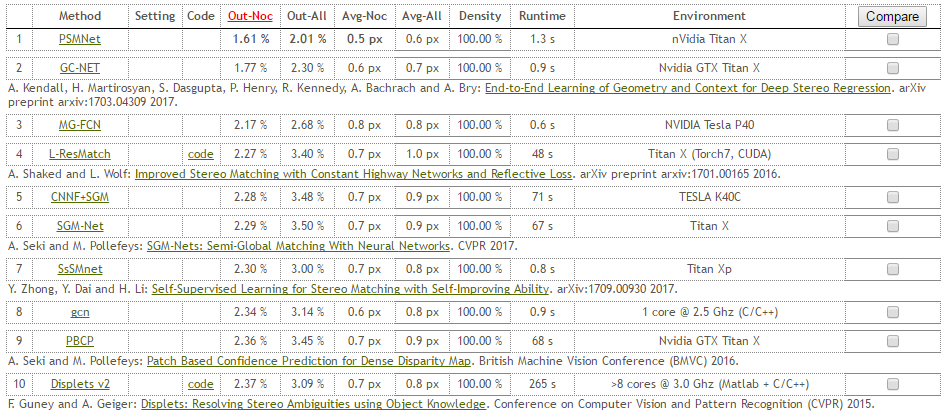 Method Setting Code Out-Noc Out-All Avg-Noc Avg-All Density Runtime Environment Compare
1 PSMNet 1.61 % 2.01 % 0.5 px 0.6 px 100.00 % 1.3 s nVidia Titan X
2 GC-NET 1.77 % 2.30 % 0.6 px 0.7 px 100.00 % 0.9 s Nvidia GTX Titan X
A. Kendall, H. Martirosyan, S. Dasgupta, P. Henry, R. Kennedy, A. Bachrach and A. Bry: End-to-End Learning of Geometry and Context for Deep Stereo Regression. arXiv
preprint arxiv:1703.04309 2017.
3 MG-FCN 2.17 % 2.68 % 0.8 px 0.8 px 100.00 % 0.6 s NVIDIA Tesla P40
4 L-ResMatch code 2.27 % 3.40 % 0.7 px 1.0 px 100.00 % 48 s Titan X (Torch7, CUDA)
A. Shaked and L. Wolf: Improved Stereo Matching with Constant Highway Networks and Reflective Loss. arXiv preprint arxiv:1701.00165 2016.
5 CNNF+SGM 2.28 % 3.48 % 0.7 px 0.9 px 100.00 % 71 s TESLA K40C
6 SGM-Net 2.29 % 3.50 % 0.7 px 0.9 px 100.00 % 67 s Titan X
A. Seki and M. Pollefeys: SGM-Nets: Semi-Global Matching With Neural Networks. CVPR 2017.
7 SsSMnet 2.30 % 3.00 % 0.7 px 0.8 px 100.00 % 0.8 s Titan Xp
Y. Zhong, Y. Dai and H. Li: Self-Supervised Learning for Stereo Matching with Self-Improving Ability. arXiv:1709.00930 2017.
8 gcn 2.34 % 3.14 % 0.6 px 0.8 px 100.00 % 0.9 s 1 core @ 2.5 Ghz (C/C++)
9 PBCP 2.36 % 3.45 % 0.7 px 0.9 px 100.00 % 68 s Nvidia GTX Titan X
A. Seki and M. Pollefeys: Patch Based Confidence Prediction for Dense Disparity Map. British Machine Vision Conference (BMVC) 2016.
10 Displets v2 code 2.37 % 3.09 % 0.7 px 0.8 px 100.00 % 265 s >8 cores @ 3.0 Ghz (Matlab + C/C++)
F. Guney and A. Geiger: Displets: Resolving Stereo Ambiguities using Object Knowledge. Conference on Computer Vision and Pattern Recognition (CVPR) 2015.